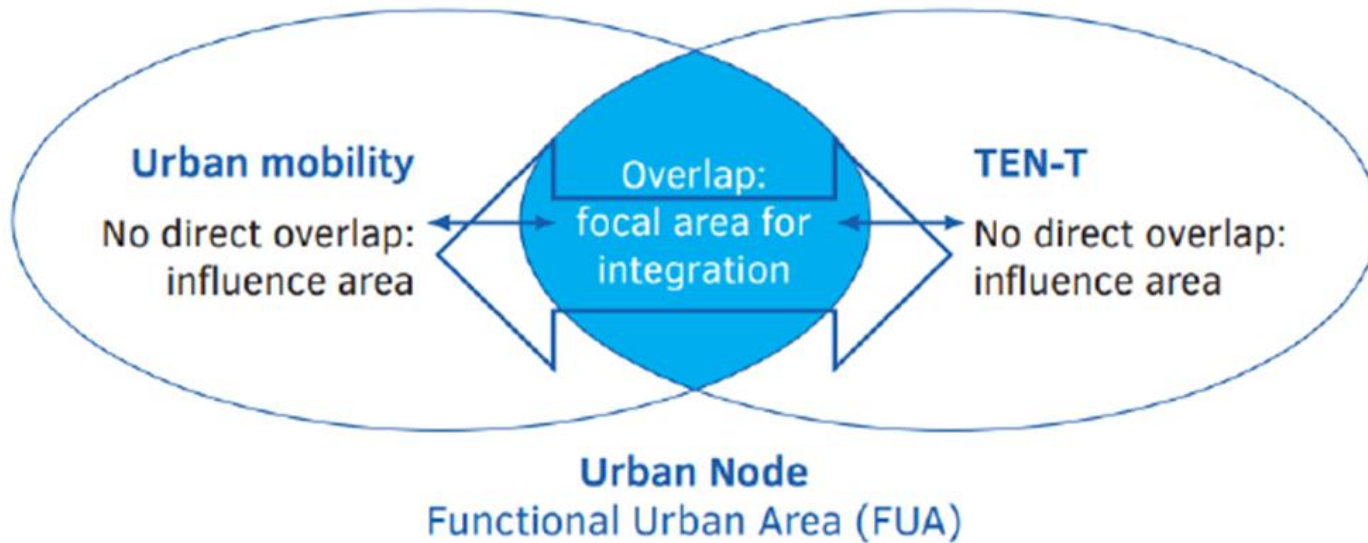 Urban mobility
No direct overlap:
influence area
Overlap:
focal area for
integration
TEN-T
No direct overlap:
influence area
Urban Node
Functional Urban Area (FUA)